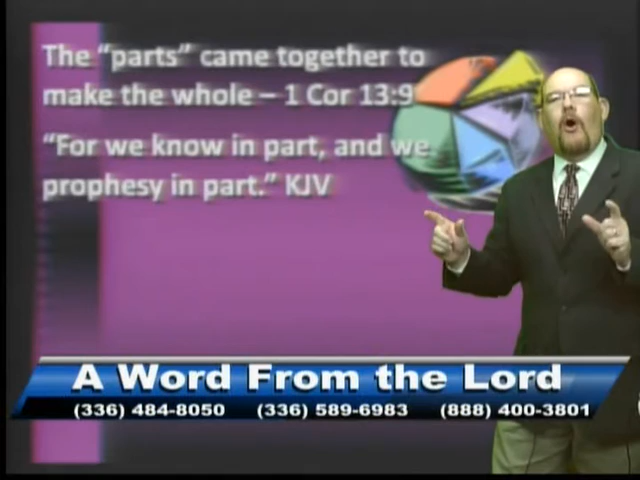 The “parts” came together to
make the whole – 1 Cor 13:9
“For we know in part, and we
prophesy in part.” KJV
A Word From the Lord
(336) 484-8050 (336) 589-6983 (888) 400-3801